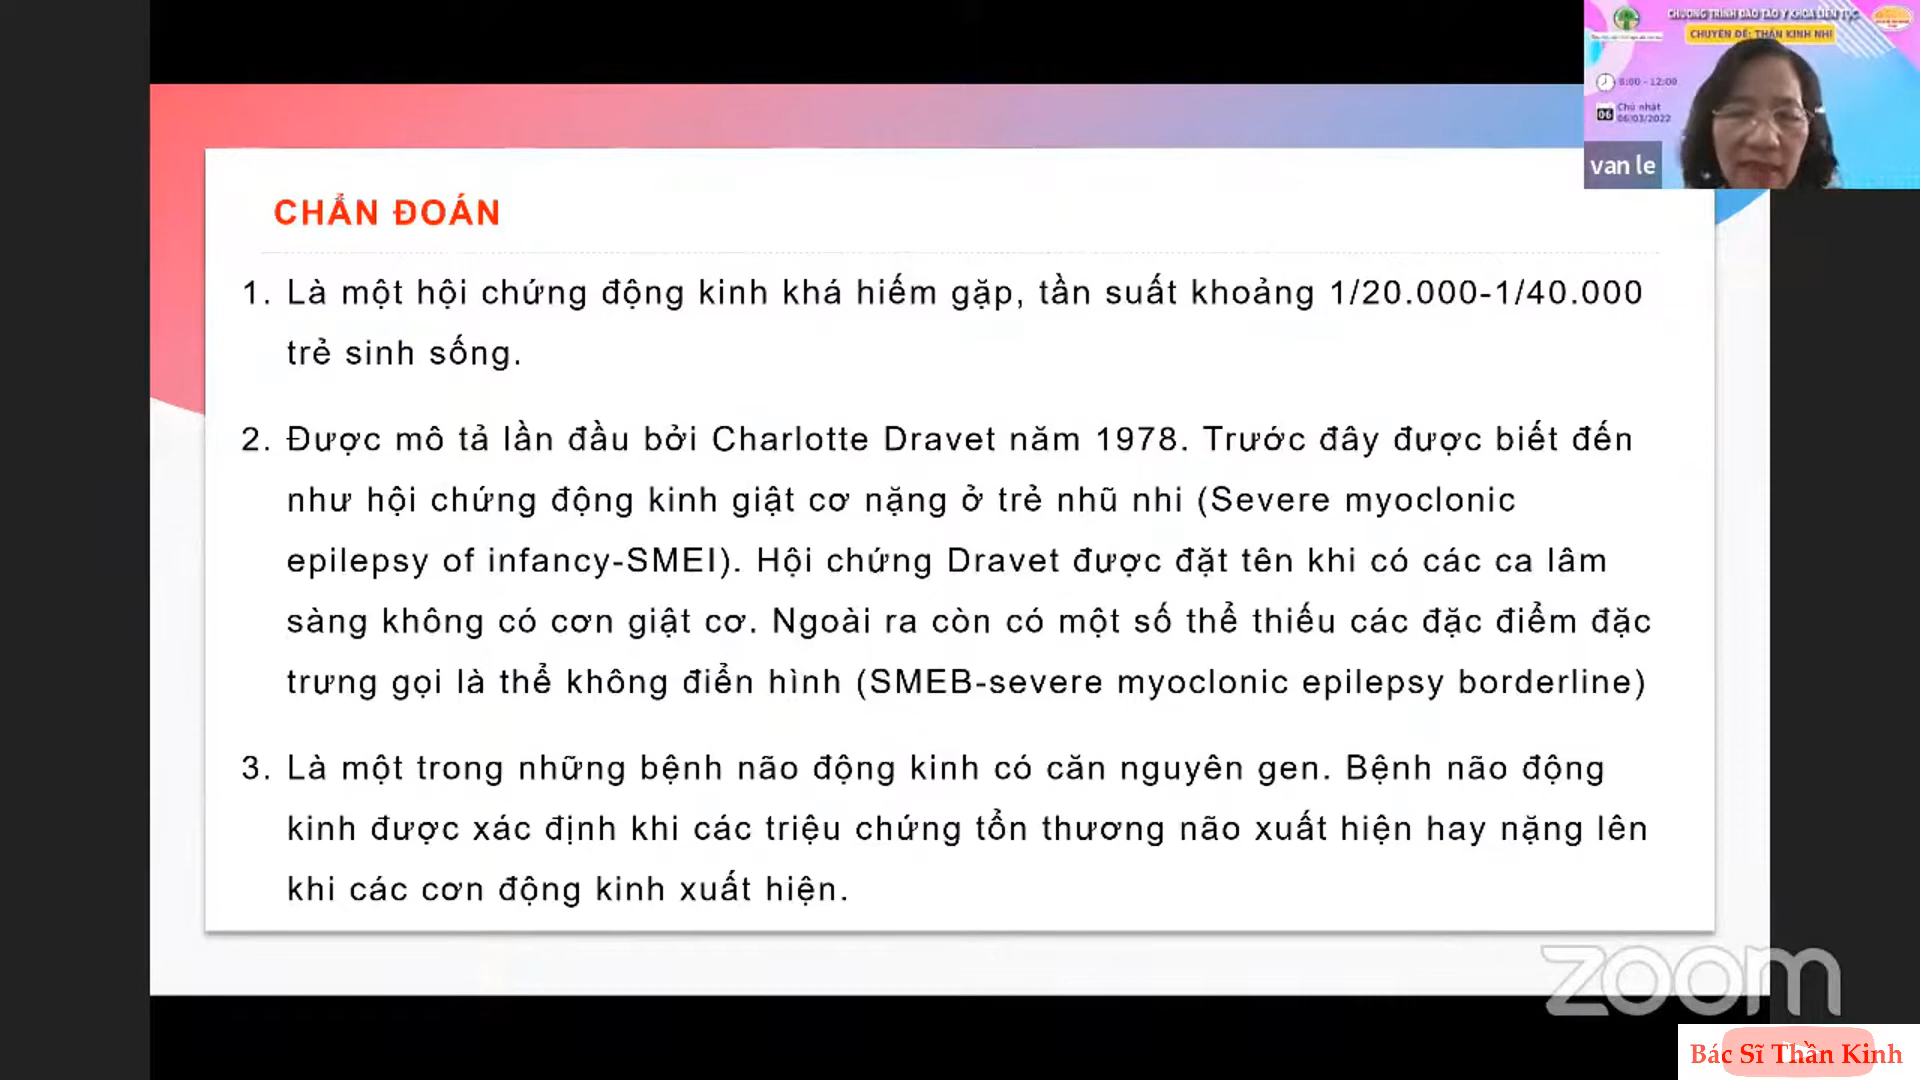 CHƯƠNG TRÌNH ĐÀO TẠO Y KHOA LIÊN TỤC
CHUYÊN ĐỀ: THẦN KINH NHI
8:00 - 12:00
Chủ nhật
06
06/03/2022
van le
CHẨN ĐOÁN
1. Là một hội chứng động kinh khá hiếm gặp, tần suất khoảng 1/20.000-1/40.000
trẻ sinh sống.
2. Được mô tả lần đầu bởi Charlotte Dravet năm 1978. Trước đây được biết đến
như hội chứng động kinh giật cơ nặng ở trẻ nhũ nhi (Severe myoclonic
epilepsy of infancy-SMEI). Hội chứng Dravet được đặt tên khi có các ca lâm
sàng không có cơn giật cơ. Ngoài ra còn có một số thể thiếu các đặc điểm đặc
trưng gọi là thể không điển hình (SMEB-severe myoclonic epilepsy borderline)
3. Là một trong những bệnh não động kinh có căn nguyên gen. Bệnh não động
kinh được xác định khi các triệu chứng tổn thương não xuất hiện hay nặng lên
khi các cơn động kinh xuất hiện.
zoom
Bác Sĩ Thần Kinh